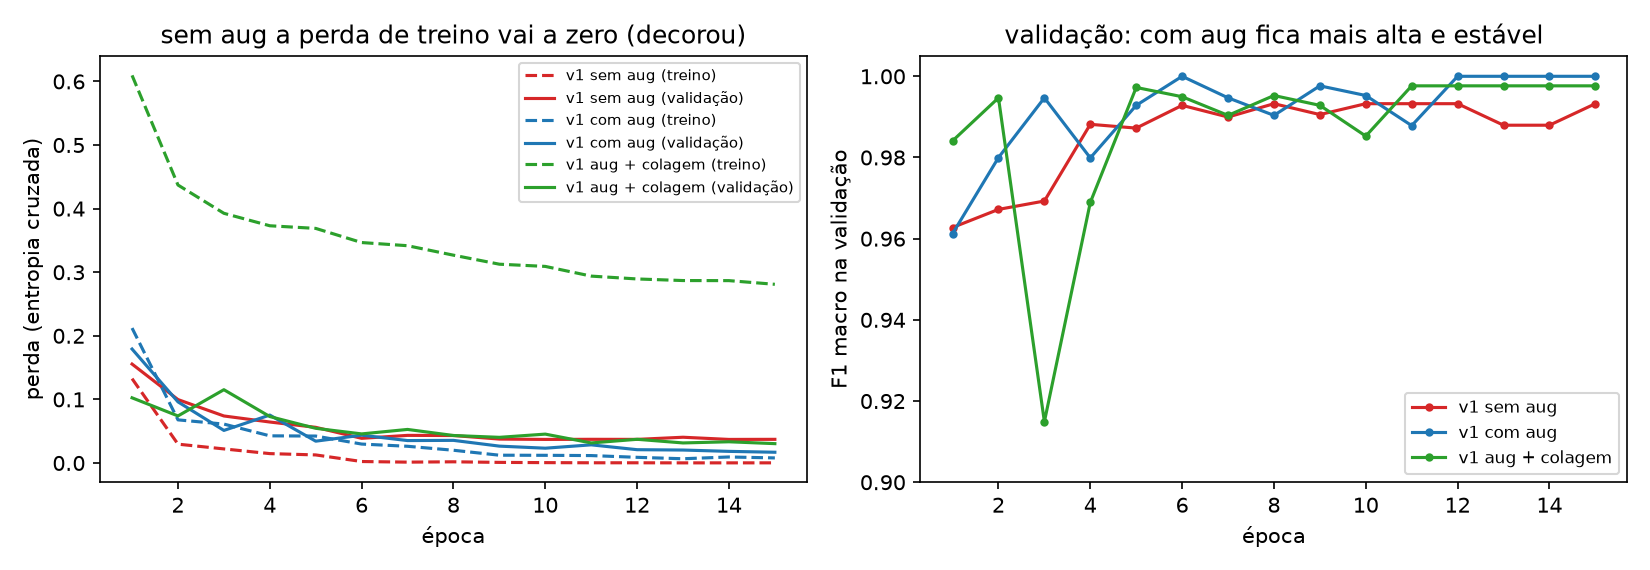 sem aug a perda de treino vai a zero (decorou)
perda (entropia cruzada)
0.6
0.5
0.4
0.3
0.2
0.1
0.0
v1 sem aug (treino)
v1 sem aug (validação)
v1 com aug (treino)
v1 com aug (validação)
v1 aug + colagem (treino)
v1 aug + colagem (validação)
2 4 6 8 10 12 14
época
validação: com aug fica mais alta e estável
F1 macro na validação
1.00
0.98
0.96
0.94
0.92
0.90
v1 sem aug
v1 com aug
v1 aug + colagem
2 4 6 8 10 12 14
época